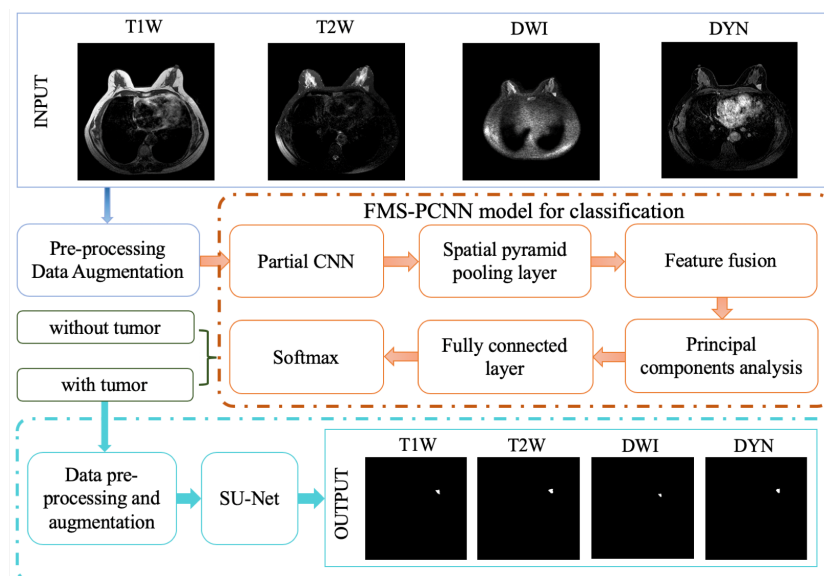 T1W
T2W
DWI
DYN
INPUT
FMS-PCNN model for classification
Pre-processing
Data Augmentation
Partial CNN
Spatial pyramid
pooling layer
Feature fusion
without tumor
with tumor
Softmax
Fully connected
layer
Principal
components analysis
Data pre-
processing and
augmentation
SU-Net
OUTPUT
T1W
T2W
DWI
DYN